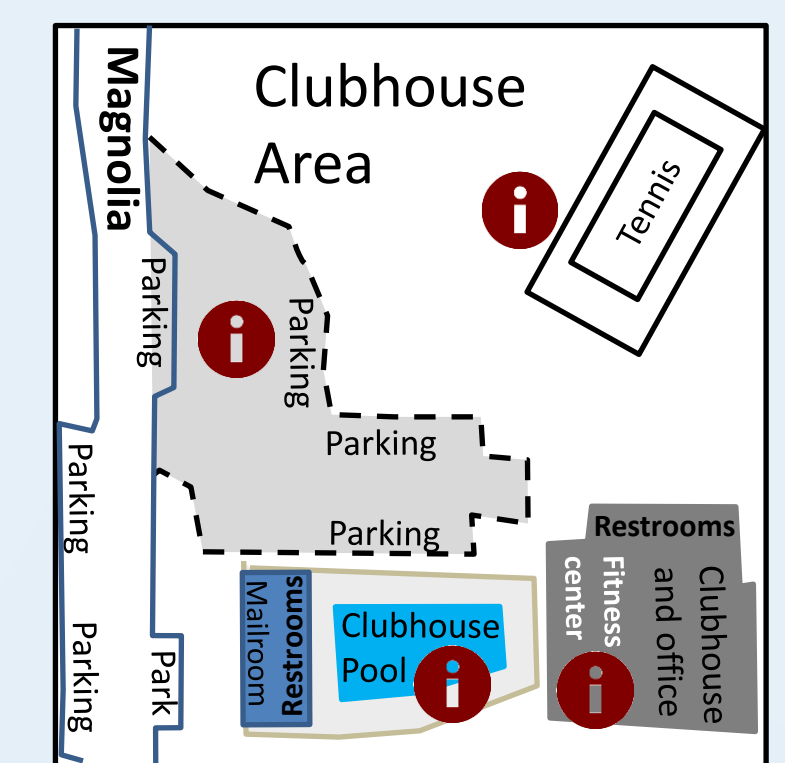 Magnolia
Clubhouse
Area
Tennis
i
Parking
i
Parking
Parking
Parking
Parking
Restrooms
Fitness
center
Clubhouse
and office
Mailroom
Restrooms
Clubhouse
Pool
i
i
Parking
Park